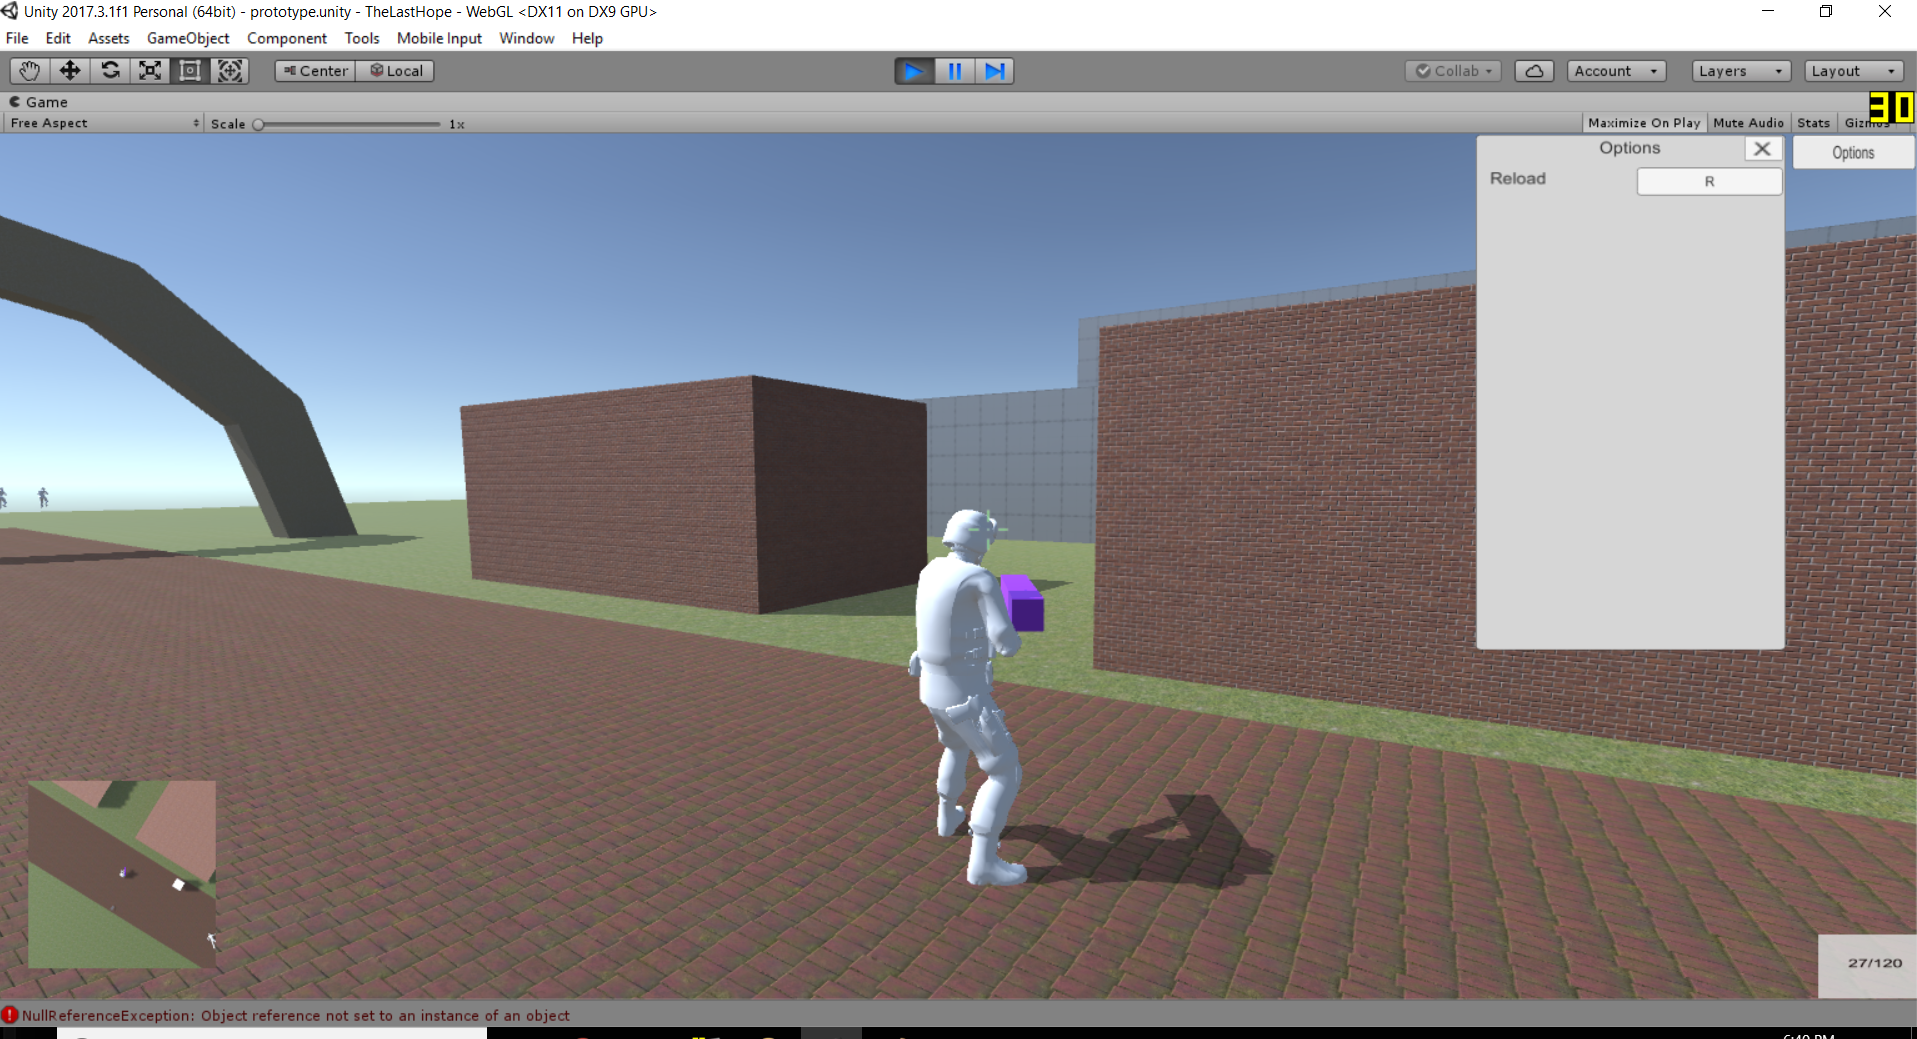 Unity 2017.3.1f1 Personal (64bit) - prototype.unity - TheLastHope - WebGL <DX11 on DX9 GPU>
File Edit Assets GameObject Component Tools Mobile Input Window Help
Center Local Collab Account Layers Layout
Game
Free Aspect Scale 1x Maximize On Play Mute Audio Stats Gizmos
30
Options
Options
Reload R
27/120
NullReferenceException: Object reference not set to an instance of an object
6:40 PM